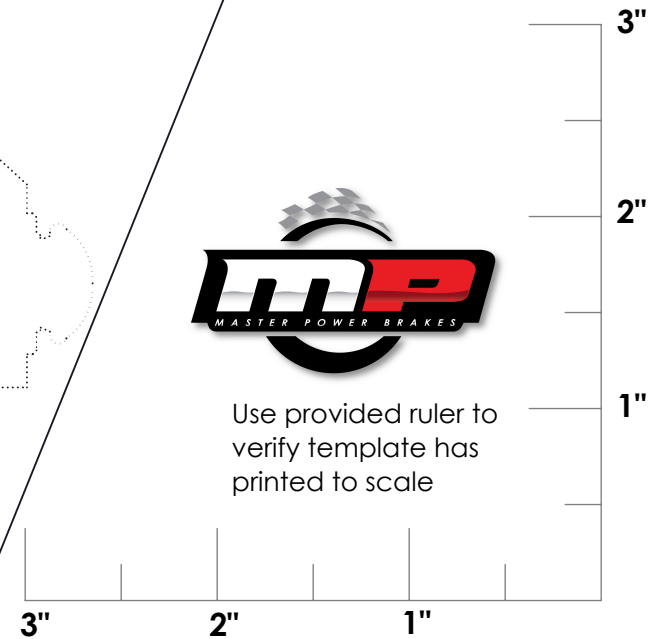 3"
2"
mP
MASTER POWER BRAKES
1"
Use provided ruler to
verify template has
printed to scale
3" 2" 1"